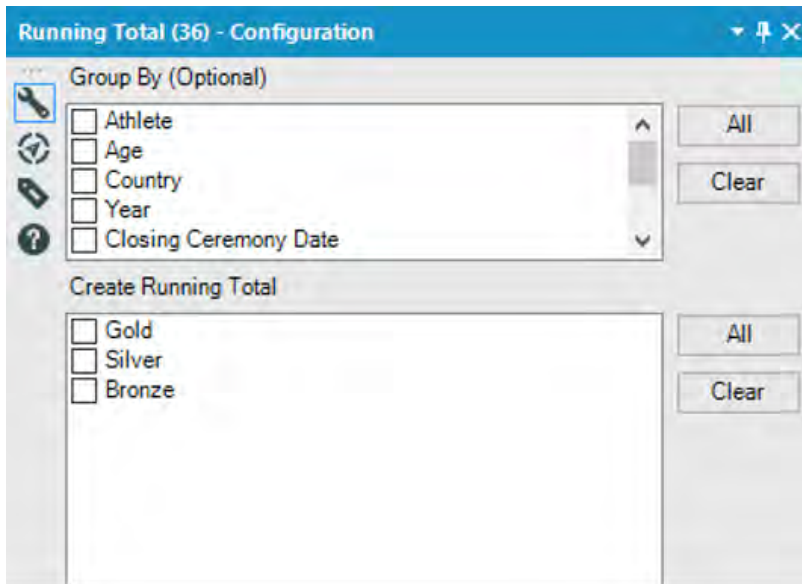 Running Total (36) - Configuration
Group By (Optional)
Athlete
Age
Country
Year
Closing Ceremony Date
All
Clear
Create Running Total
Gold
Silver
Bronze
All
Clear